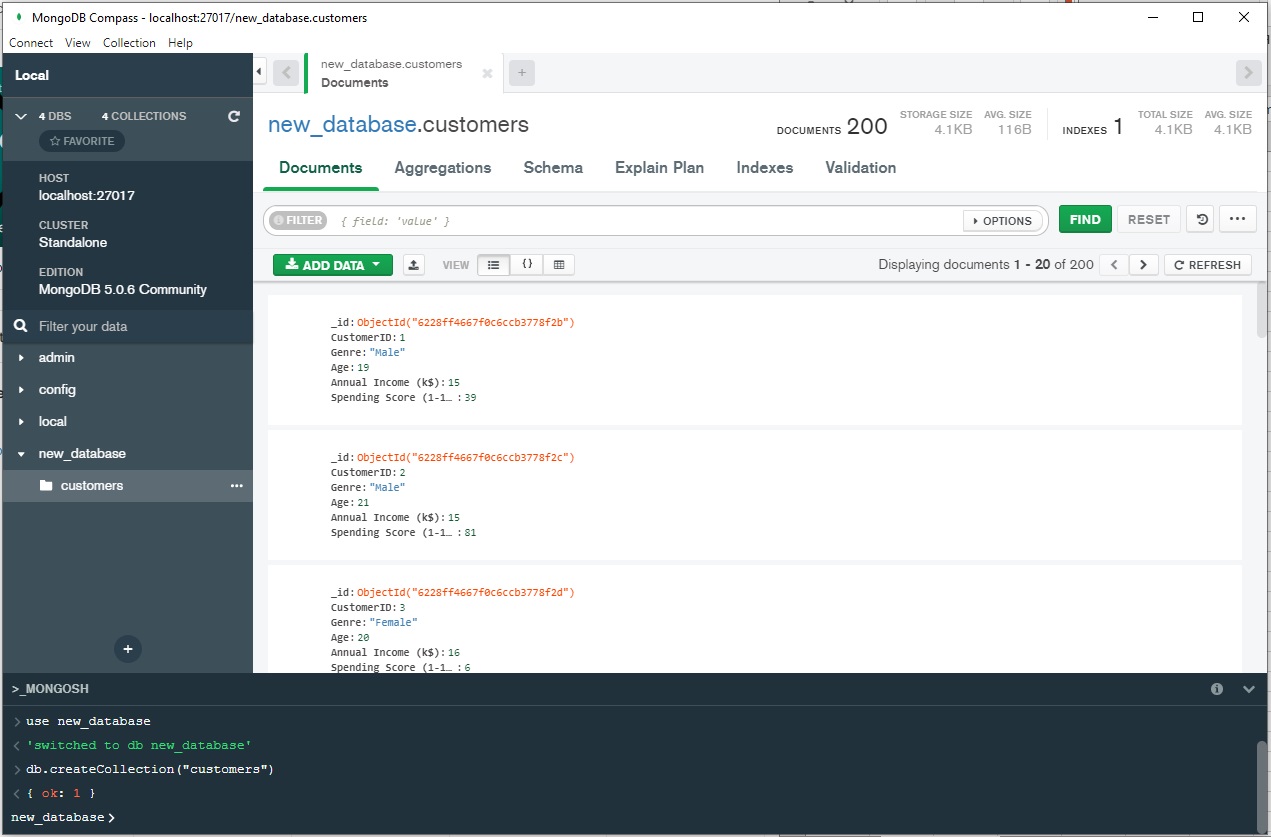 MongoDB Compass - localhost:27017/new_database.customers
Connect View Collection Help
Local
4 DBS 4 COLLECTIONS
FAVORITE
HOST
localhost:27017
CLUSTER
Standalone
EDITION
MongoDB 5.0.6 Community
Filter your data
admin
config
local
new_database
customers
new_database.customers
Documents
new_database.customers
DOCUMENTS 200
STORAGE SIZE
4.1KB
AVG. SIZE
116B
INDEXES 1
TOTAL SIZE
4.1KB
AVG. SIZE
4.1KB
Documents Aggregations Schema Explain Plan Indexes Validation
FILTER { field: 'value' } OPTIONS FIND RESET
ADD DATA VIEW {} Displaying documents 1 - 20 of 200 REFRESH
_id: ObjectId("6228ff4667f0c6ccb3778f2b")
CustomerID: 1
Genre: "Male"
Age: 19
Annual Income (k$): 15
Spending Score (1-1… : 39
_id: ObjectId("6228ff4667f0c6ccb3778f2c")
CustomerID: 2
Genre: "Male"
Age: 21
Annual Income (k$): 15
Spending Score (1-1… : 81
_id: ObjectId("6228ff4667f0c6ccb3778f2d")
CustomerID: 3
Genre: "Female"
Age: 20
Annual Income (k$): 16
Spending Score (1-1… : 6
>_MONGOSH
> use new_database
< 'switched to db new_database'
> db.createCollection("customers")
< { ok: 1 }
new_database>